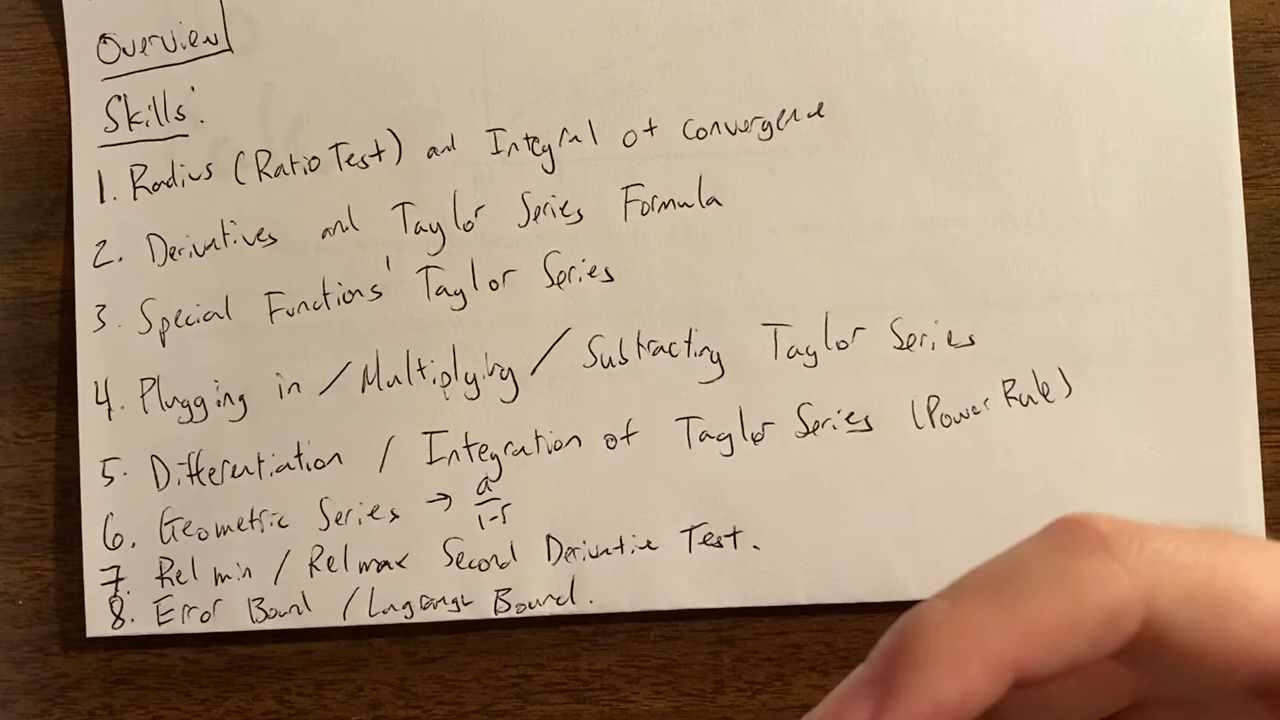 Overview
Skills:
1. Radius (Ratio Test) and Integral of Convergence
2. Derivatives and Taylor Series Formula
3. Special Functions' Taylor Series
4. Plugging in / Multiplying / Subtracting Taylor Series
5. Differentiation / Integration of Taylor Series (Power Rule)
6. Geometric Series → a/1-r
7. Rel min / Rel max Second Derivative Test.
8. Error Bound / Lagrange Bound.